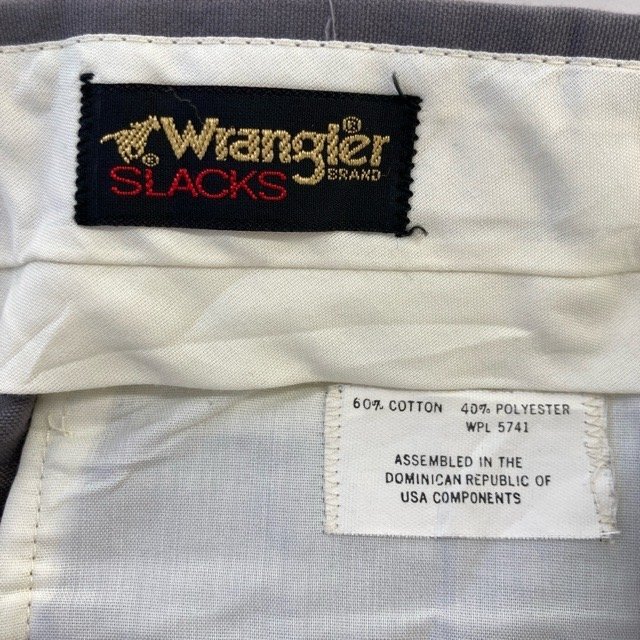 Wrangler®
® SLACKS BRAND
60% COTTON 40% POLYESTER
WPL 5741
ASSEMBLED IN THE
DOMINICAN REPUBLIC OF
USA COMPONENTS